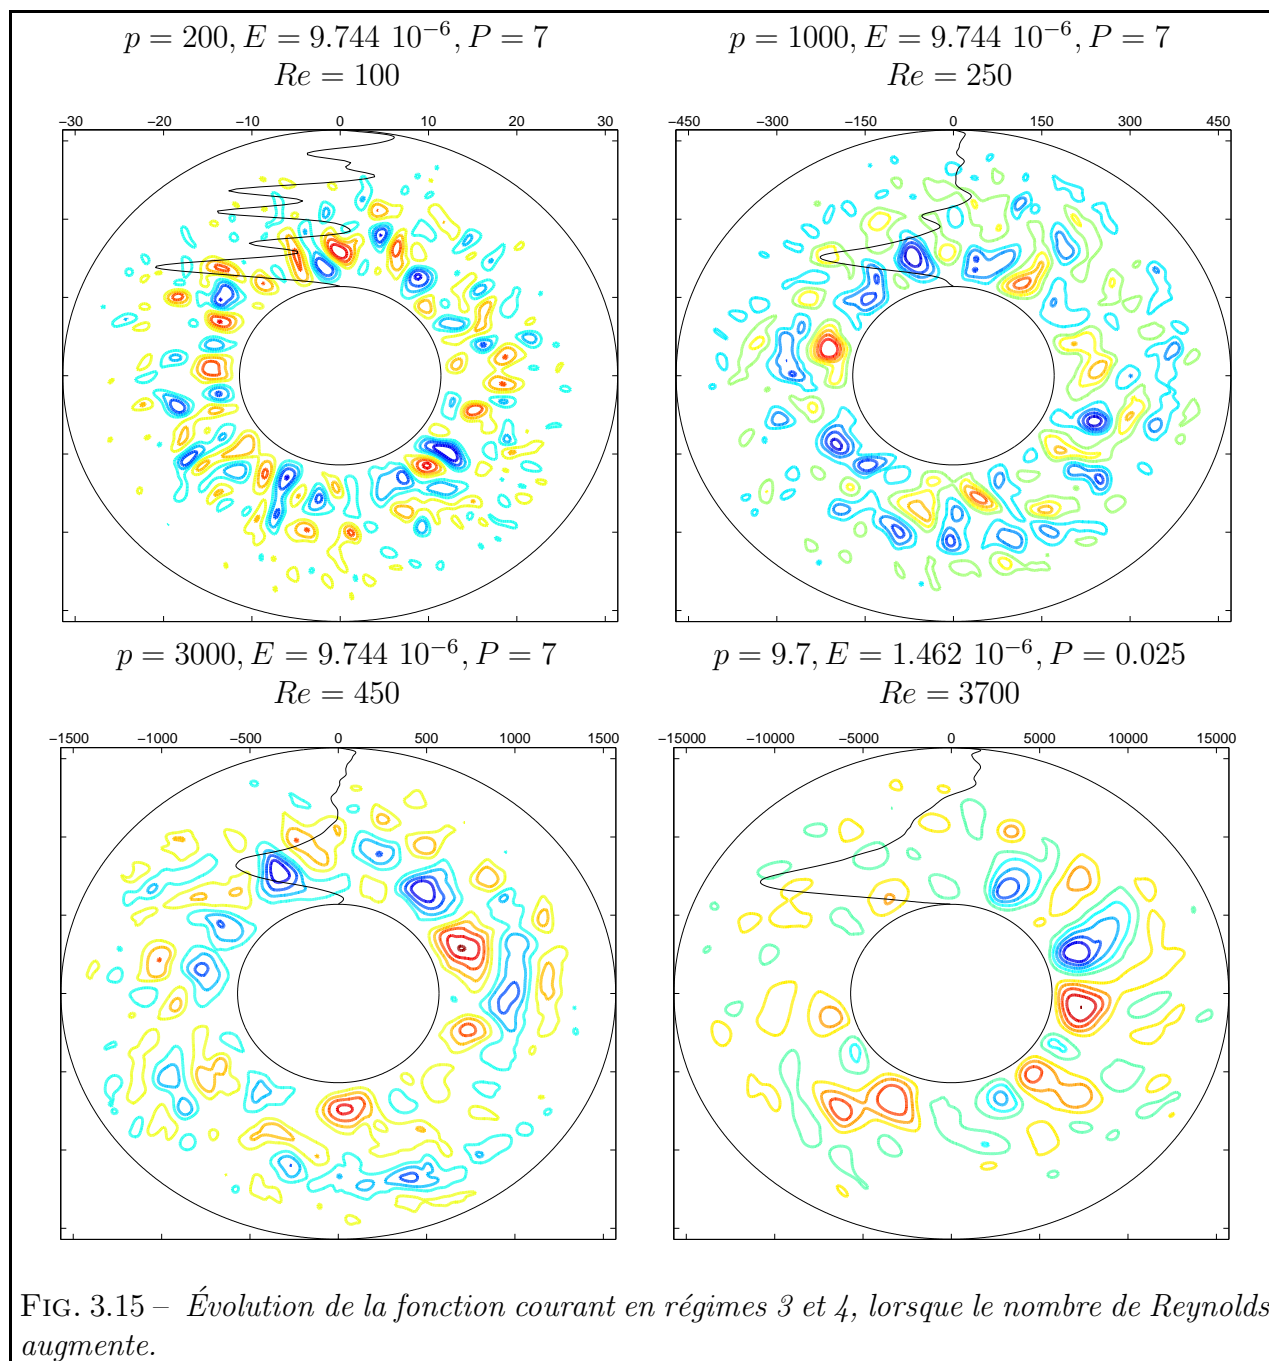 p = 200, E = 9.744 10⁻⁶, P = 7
Re = 100
−30 −20 −10 0 10 20 30
p = 1000, E = 9.744 10⁻⁶, P = 7
Re = 250
−450 −300 −150 0 150 300 450
p = 3000, E = 9.744 10⁻⁶, P = 7
Re = 450
−1500 −1000 −500 0 500 1000 1500
p = 9.7, E = 1.462 10⁻⁶, P = 0.025
Re = 3700
−15000 −10000 −5000 0 5000 10000 15000
FIG. 3.15 – Évolution de la fonction courant en régimes 3 et 4, lorsque le nombre de Reynolds
augmente.